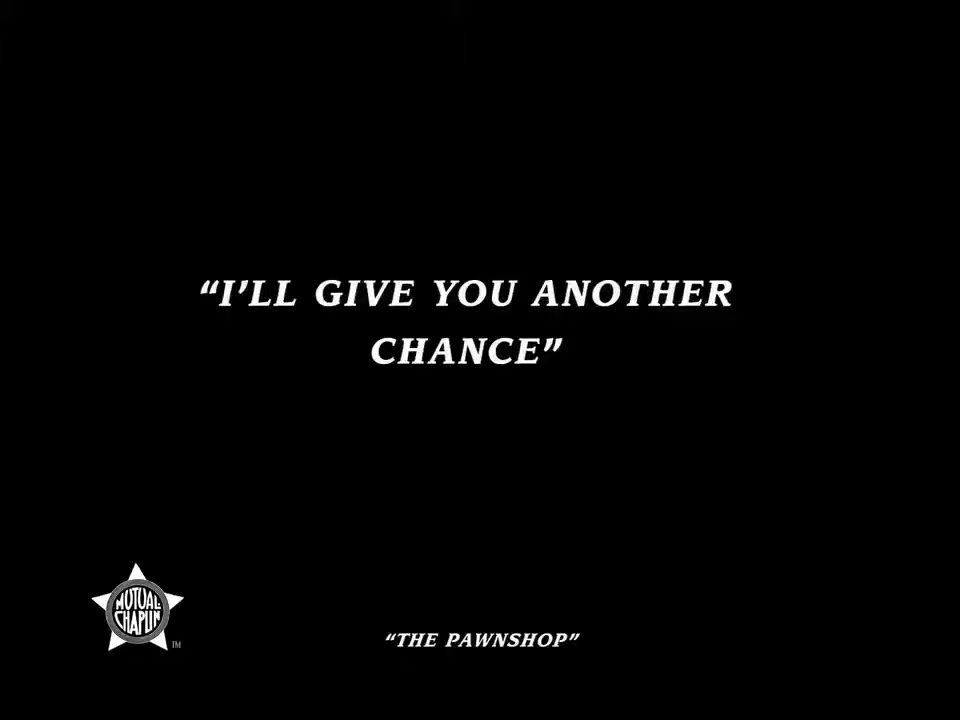 “I’LL GIVE YOU ANOTHER
CHANCE”
MUTUAL-
CHAPLIN
TM
“THE PAWNSHOP”